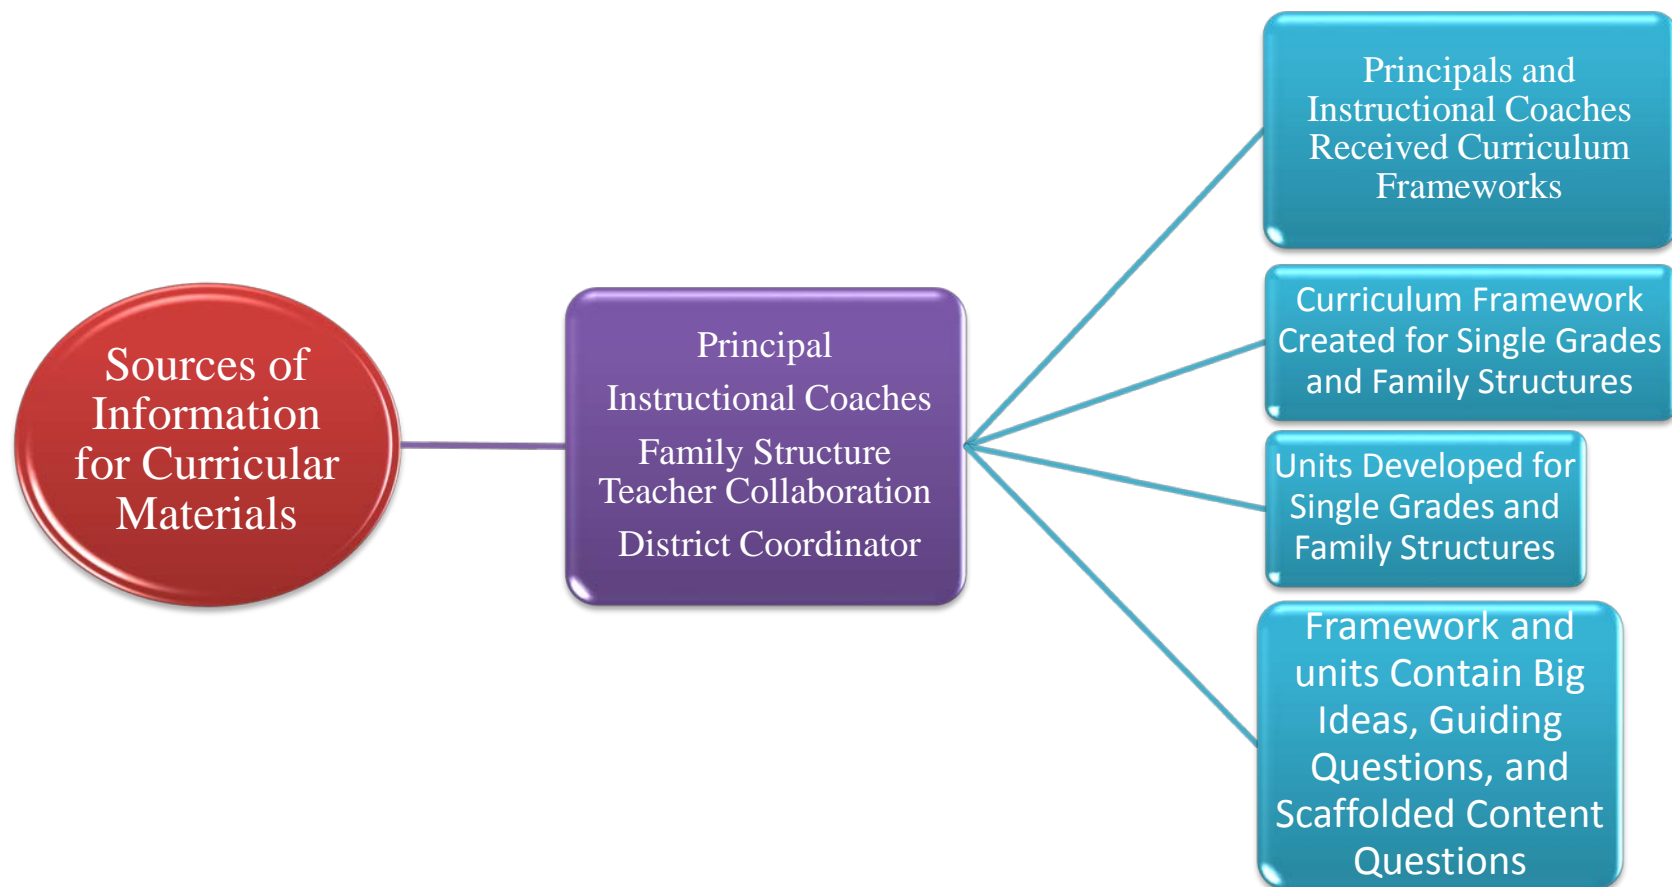 Sources of
Information
for Curricular
Materials
Principal
Instructional Coaches
Family Structure
Teacher Collaboration
District Coordinator
Principals and
Instructional Coaches
Received Curriculum
Frameworks
Curriculum Framework
Created for Single Grades
and Family Structures
Units Developed for
Single Grades and
Family Structures
Framework and
units Contain Big
Ideas, Guiding
Questions, and
Scaffolded Content
Questions